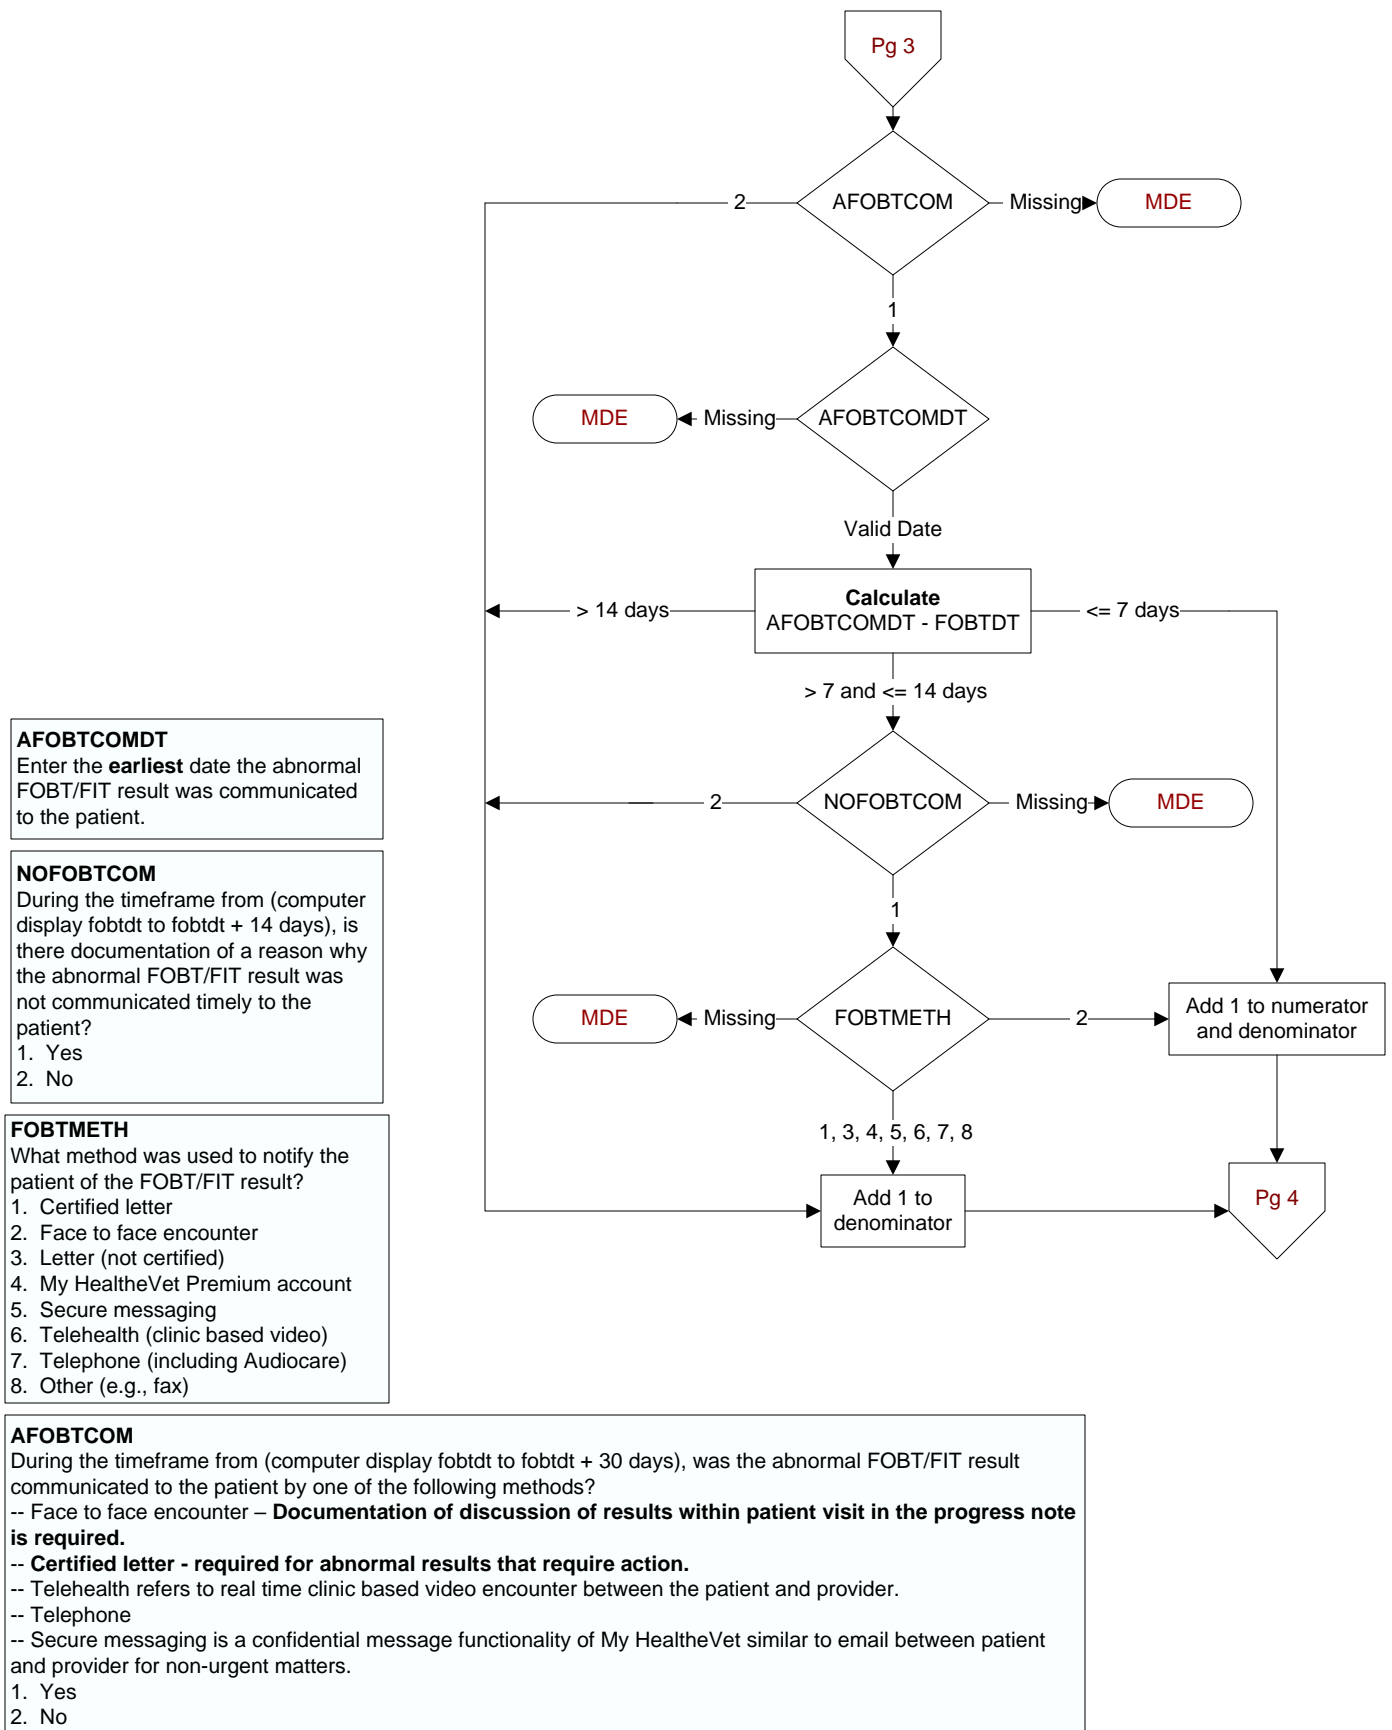 Pg 3
2
AFOBTCOM
Missing
MDE
1
MDE
Missing
AFOBTCOMDT
Valid Date
> 14 days
Calculate
AFOBTCOMDT - FOBTDT
<= 7 days
> 7 and <= 14 days
2
NOFOBTCOM
Missing
MDE
1
MDE
Missing
FOBTMETH
2
Add 1 to numerator
and denominator
1, 3, 4, 5, 6, 7, 8
Add 1 to
denominator
Pg 4
AFOBTCOMDT
Enter the earliest date the abnormal
FOBT/FIT result was communicated
to the patient.
NOFOBTCOM
During the timeframe from (computer
display fobtdt to fobtdt + 14 days), is
there documentation of a reason why
the abnormal FOBT/FIT result was
not communicated timely to the
patient?
1. Yes
2. No
FOBTMETH
What method was used to notify the
patient of the FOBT/FIT result?
1. Certified letter
2. Face to face encounter
3. Letter (not certified)
4. My HealtheVet Premium account
5. Secure messaging
6. Telehealth (clinic based video)
7. Telephone (including Audiocare)
8. Other (e.g., fax)
AFOBTCOM
During the timeframe from (computer display fobtdt to fobtdt + 30 days), was the abnormal FOBT/FIT result
communicated to the patient by one of the following methods?
-- Face to face encounter – Documentation of discussion of results within patient visit in the progress note
is required.
-- Certified letter - required for abnormal results that require action.
-- Telehealth refers to real time clinic based video encounter between the patient and provider.
-- Telephone
-- Secure messaging is a confidential message functionality of My HealtheVet similar to email between patient
and provider for non-urgent matters.
1. Yes
2. No